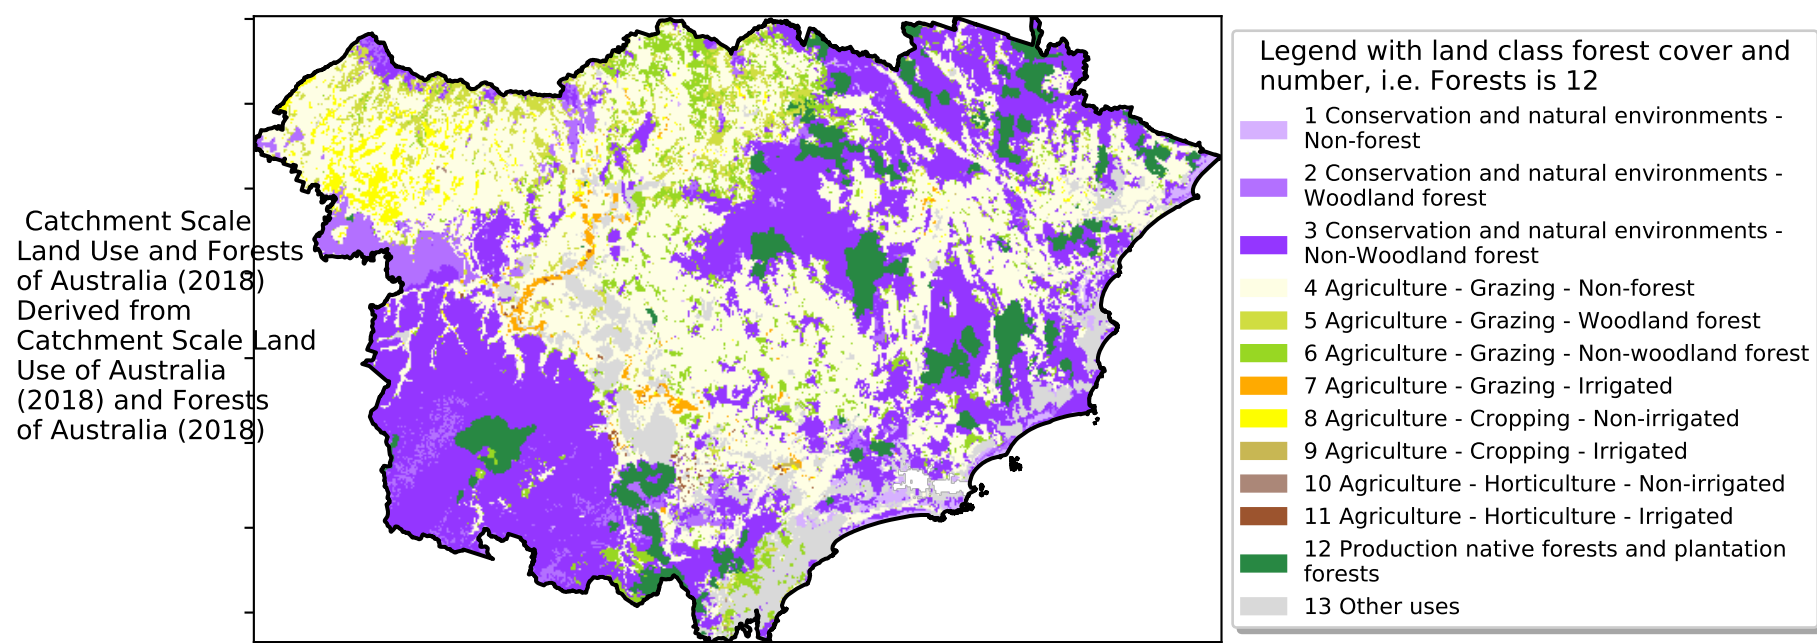 Catchment Scale
Land Use and Forests
of Australia (2018)
Derived from
Catchment Scale Land
Use of Australia
(2018) and Forests
of Australia (2018)
Legend with land class forest cover and
number, i.e. Forests is 12
1 Conservation and natural environments -
Non-forest
2 Conservation and natural environments -
Woodland forest
3 Conservation and natural environments -
Non-Woodland forest
4 Agriculture - Grazing - Non-forest
5 Agriculture - Grazing - Woodland forest
6 Agriculture - Grazing - Non-woodland forest
7 Agriculture - Grazing - Irrigated
8 Agriculture - Cropping - Non-irrigated
9 Agriculture - Cropping - Irrigated
10 Agriculture - Horticulture - Non-irrigated
11 Agriculture - Horticulture - Irrigated
12 Production native forests and plantation
forests
13 Other uses